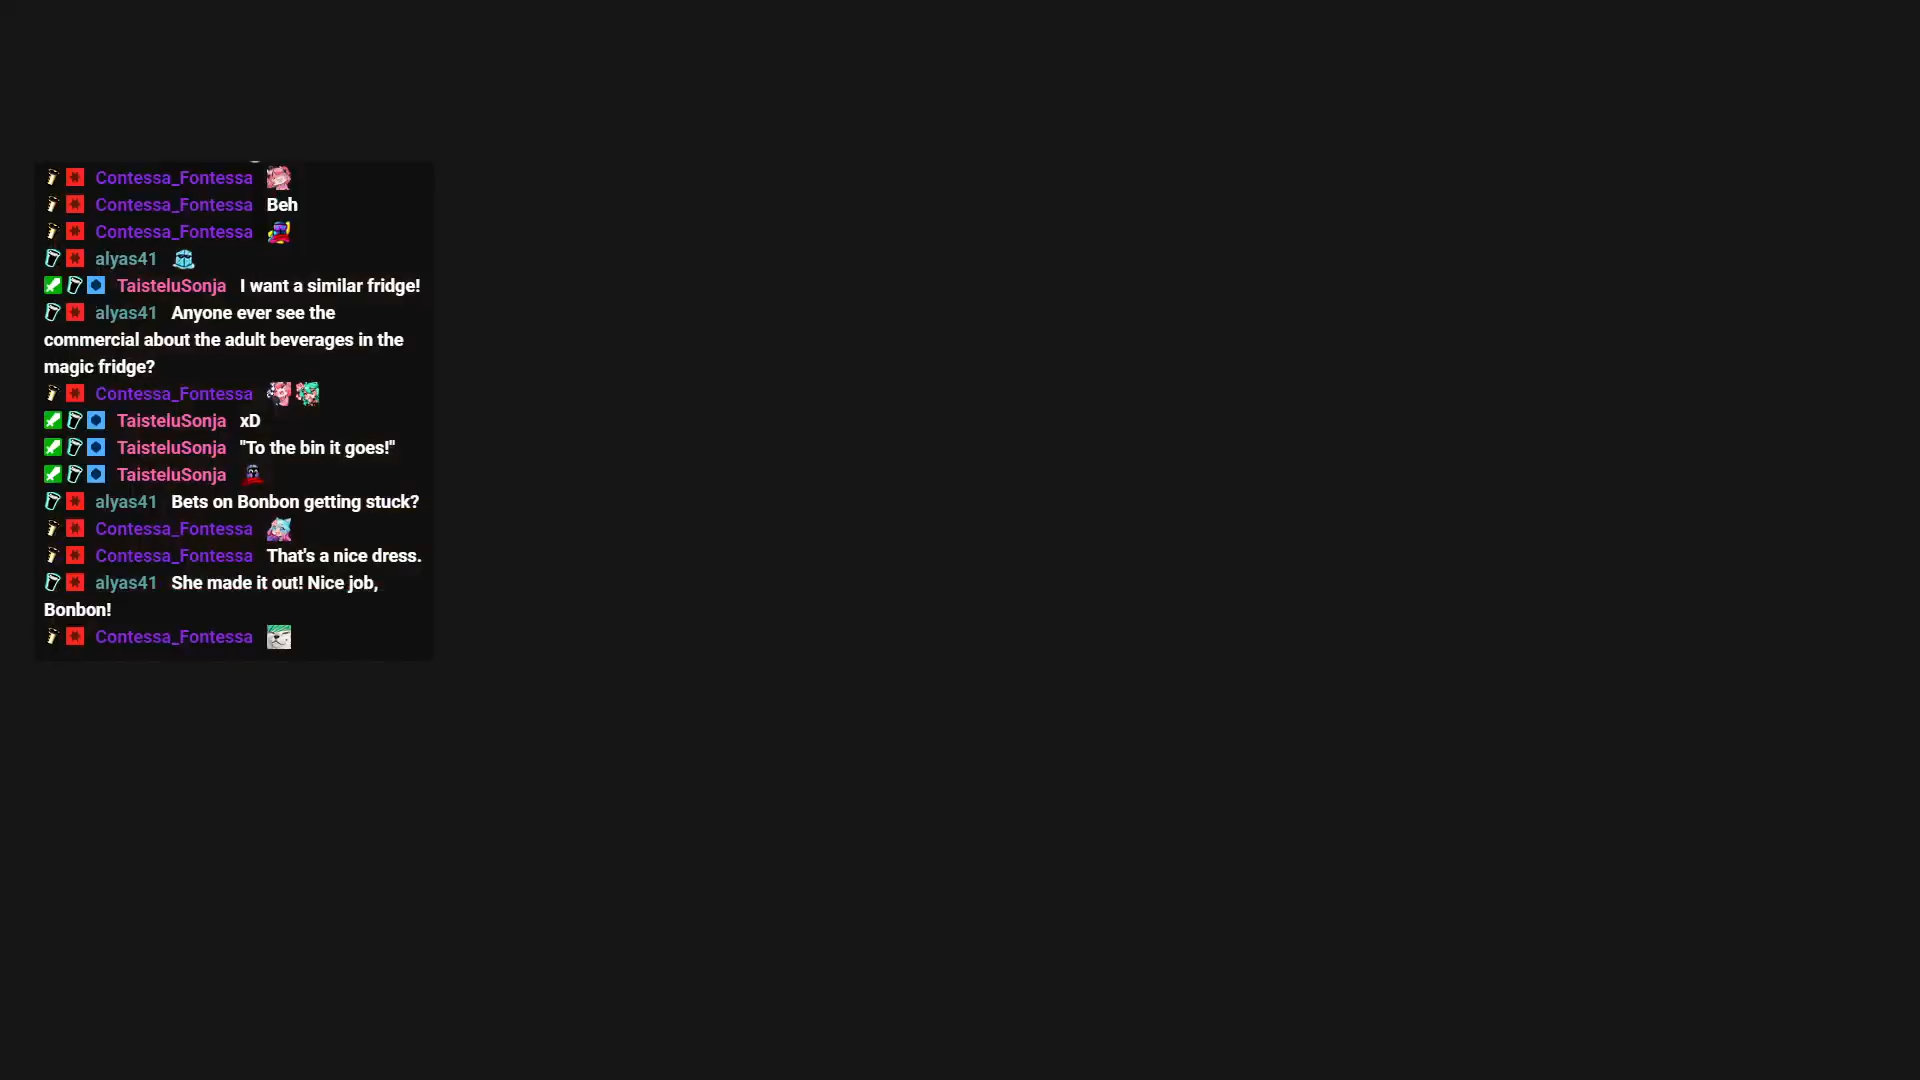 Contessa_Fontessa
Contessa_Fontessa Beh
Contessa_Fontessa
alyas41
TaisteluSonja I want a similar fridge!
alyas41 Anyone ever see the
commercial about the adult beverages in the
magic fridge?
Contessa_Fontessa
TaisteluSonja xD
TaisteluSonja "To the bin it goes!"
TaisteluSonja
alyas41 Bets on Bonbon getting stuck?
Contessa_Fontessa
Contessa_Fontessa That's a nice dress.
alyas41 She made it out! Nice job,
Bonbon!
Contessa_Fontessa